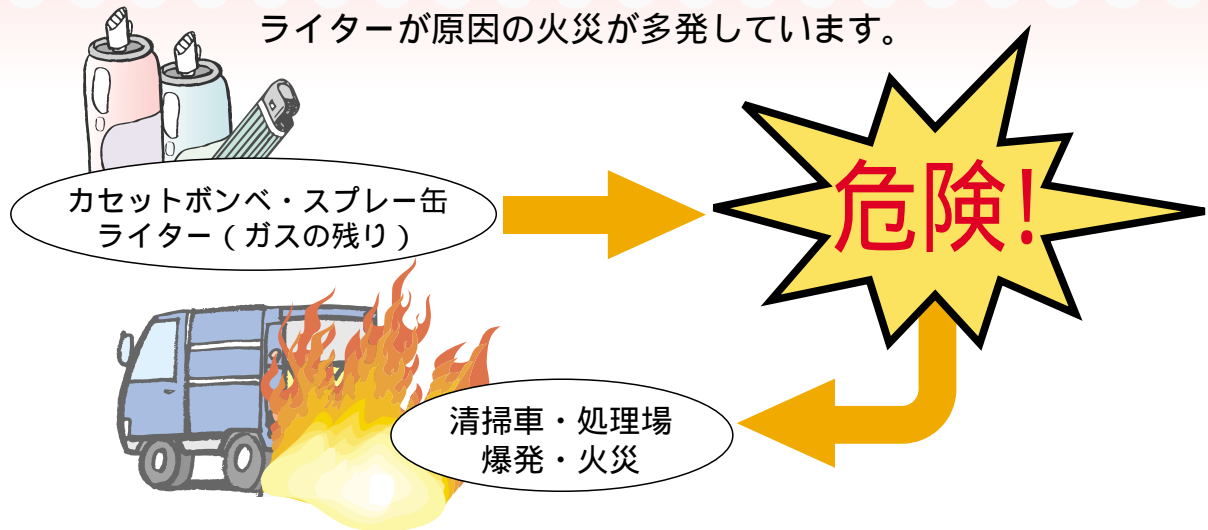 ライターが原因の火災が多発しています。
カセットボンベ・スプレー缶
ライター（ガスの残り）
危険!
清掃車・処理場
爆発・火災